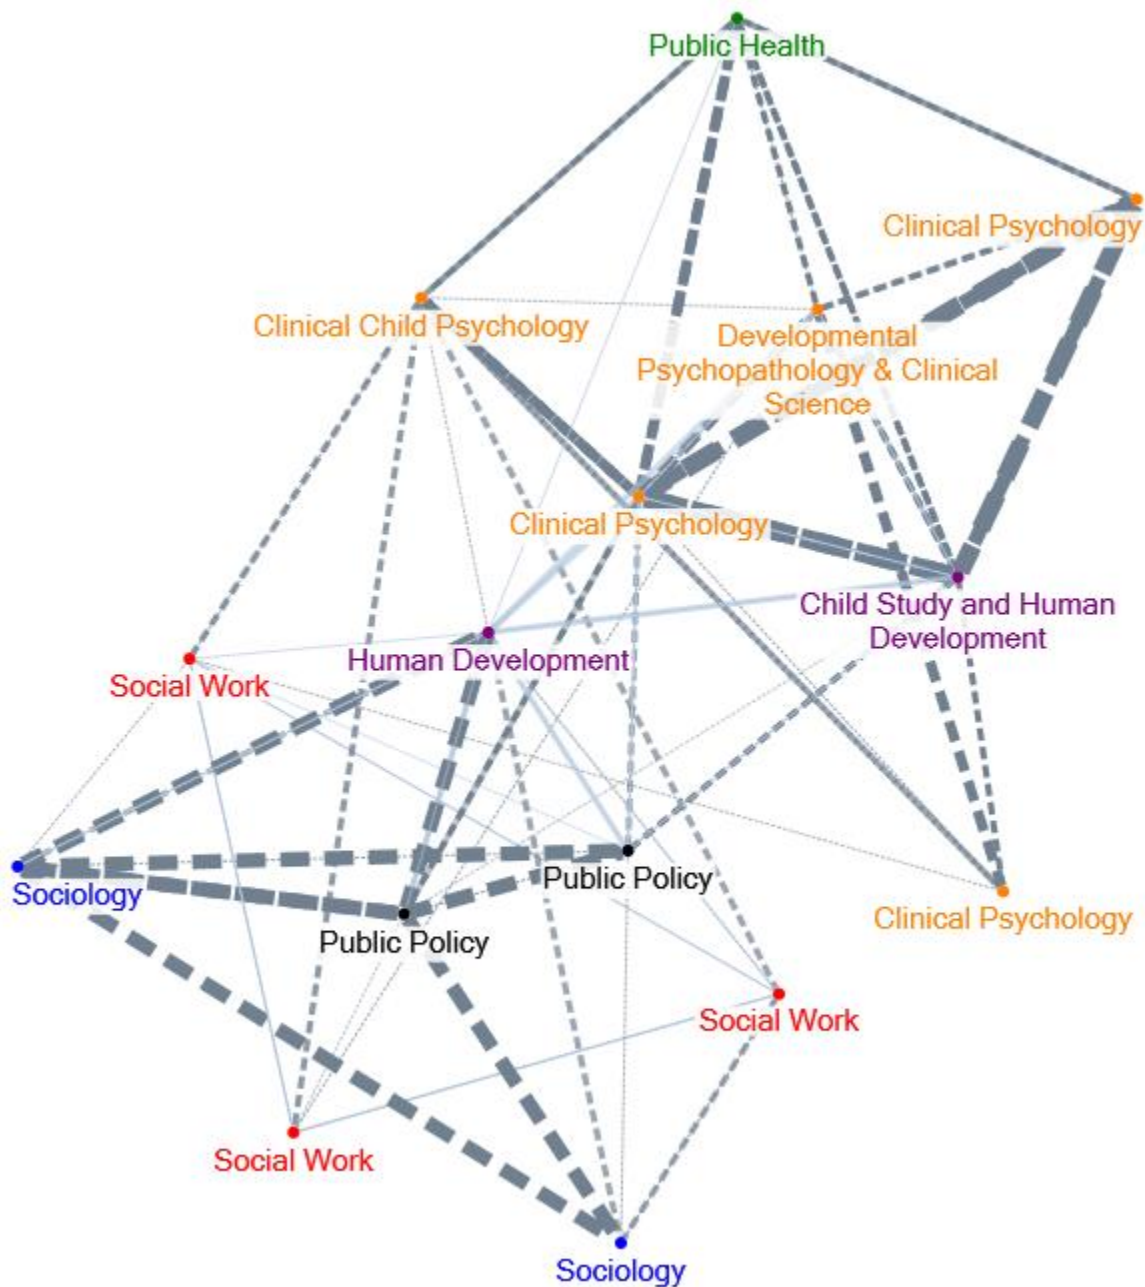 Public Health
Clinical Psychology
Clinical Child Psychology
Developmental
Psychopathology & Clinical
Science
Clinical Psychology
Child Study and Human
Development
Human Development
Social Work
Public Policy
Sociology
Clinical Psychology
Public Policy
Social Work
Social Work
Sociology